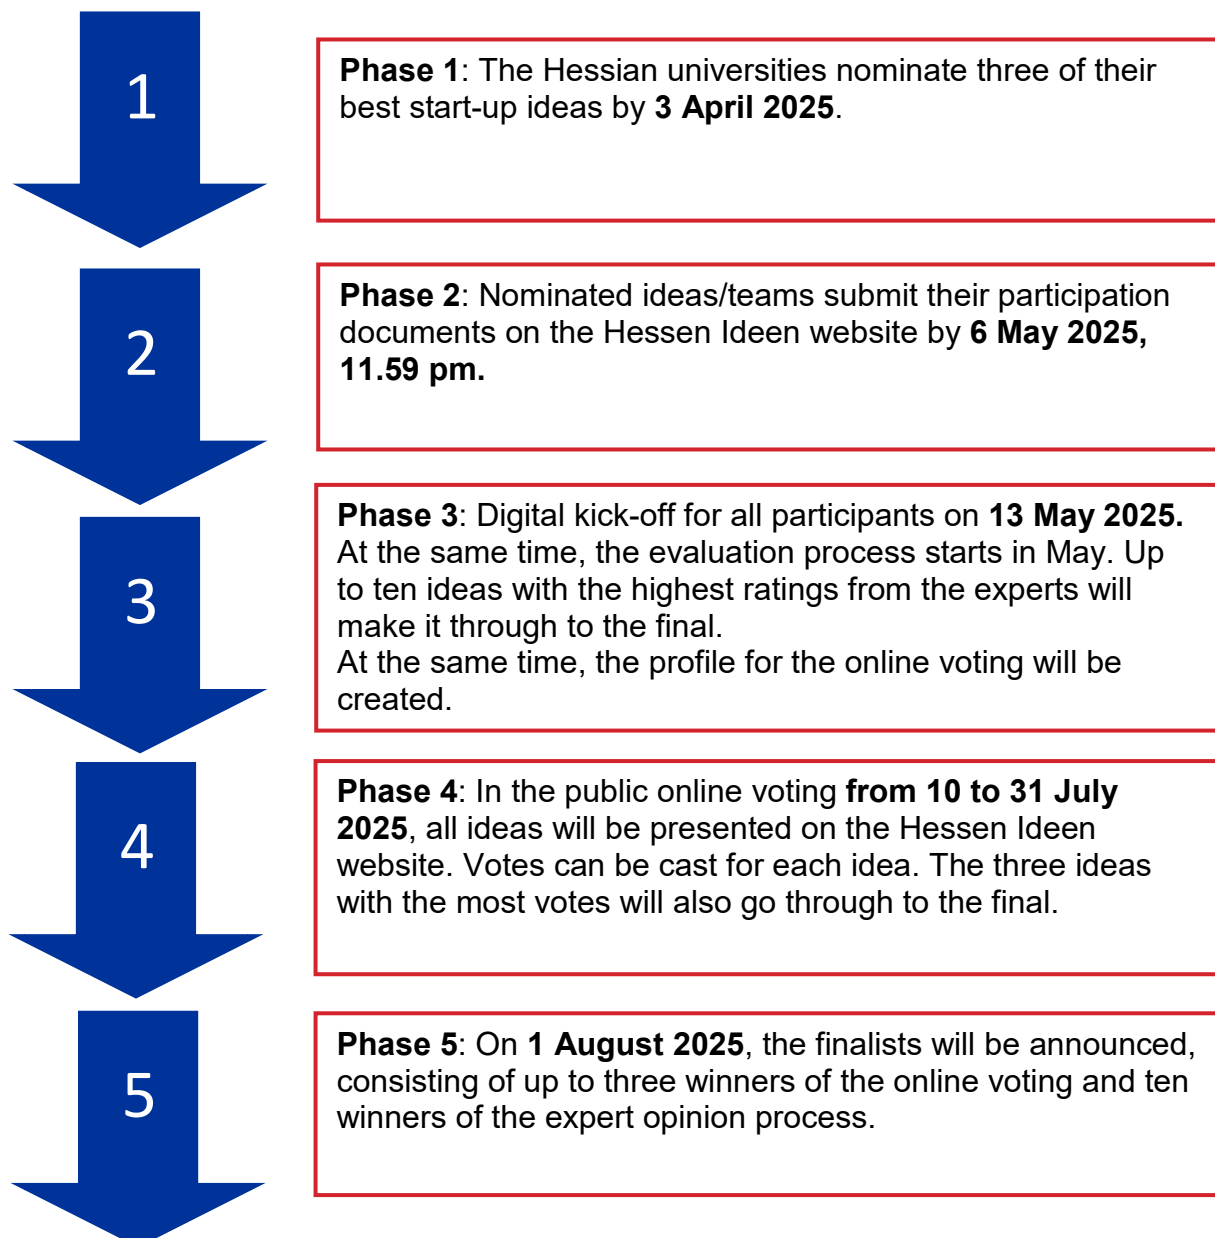 1
Phase 1: The Hessian universities nominate three of their
best start-up ideas by 3 April 2025.
2
Phase 2: Nominated ideas/teams submit their participation
documents on the Hessen Ideen website by 6 May 2025,
11.59 pm.
3
Phase 3: Digital kick-off for all participants on 13 May 2025.
At the same time, the evaluation process starts in May. Up
to ten ideas with the highest ratings from the experts will
make it through to the final.
At the same time, the profile for the online voting will be
created.
4
Phase 4: In the public online voting from 10 to 31 July
2025, all ideas will be presented on the Hessen Ideen
website. Votes can be cast for each idea. The three ideas
with the most votes will also go through to the final.
5
Phase 5: On 1 August 2025, the finalists will be announced,
consisting of up to three winners of the online voting and ten
winners of the expert opinion process.